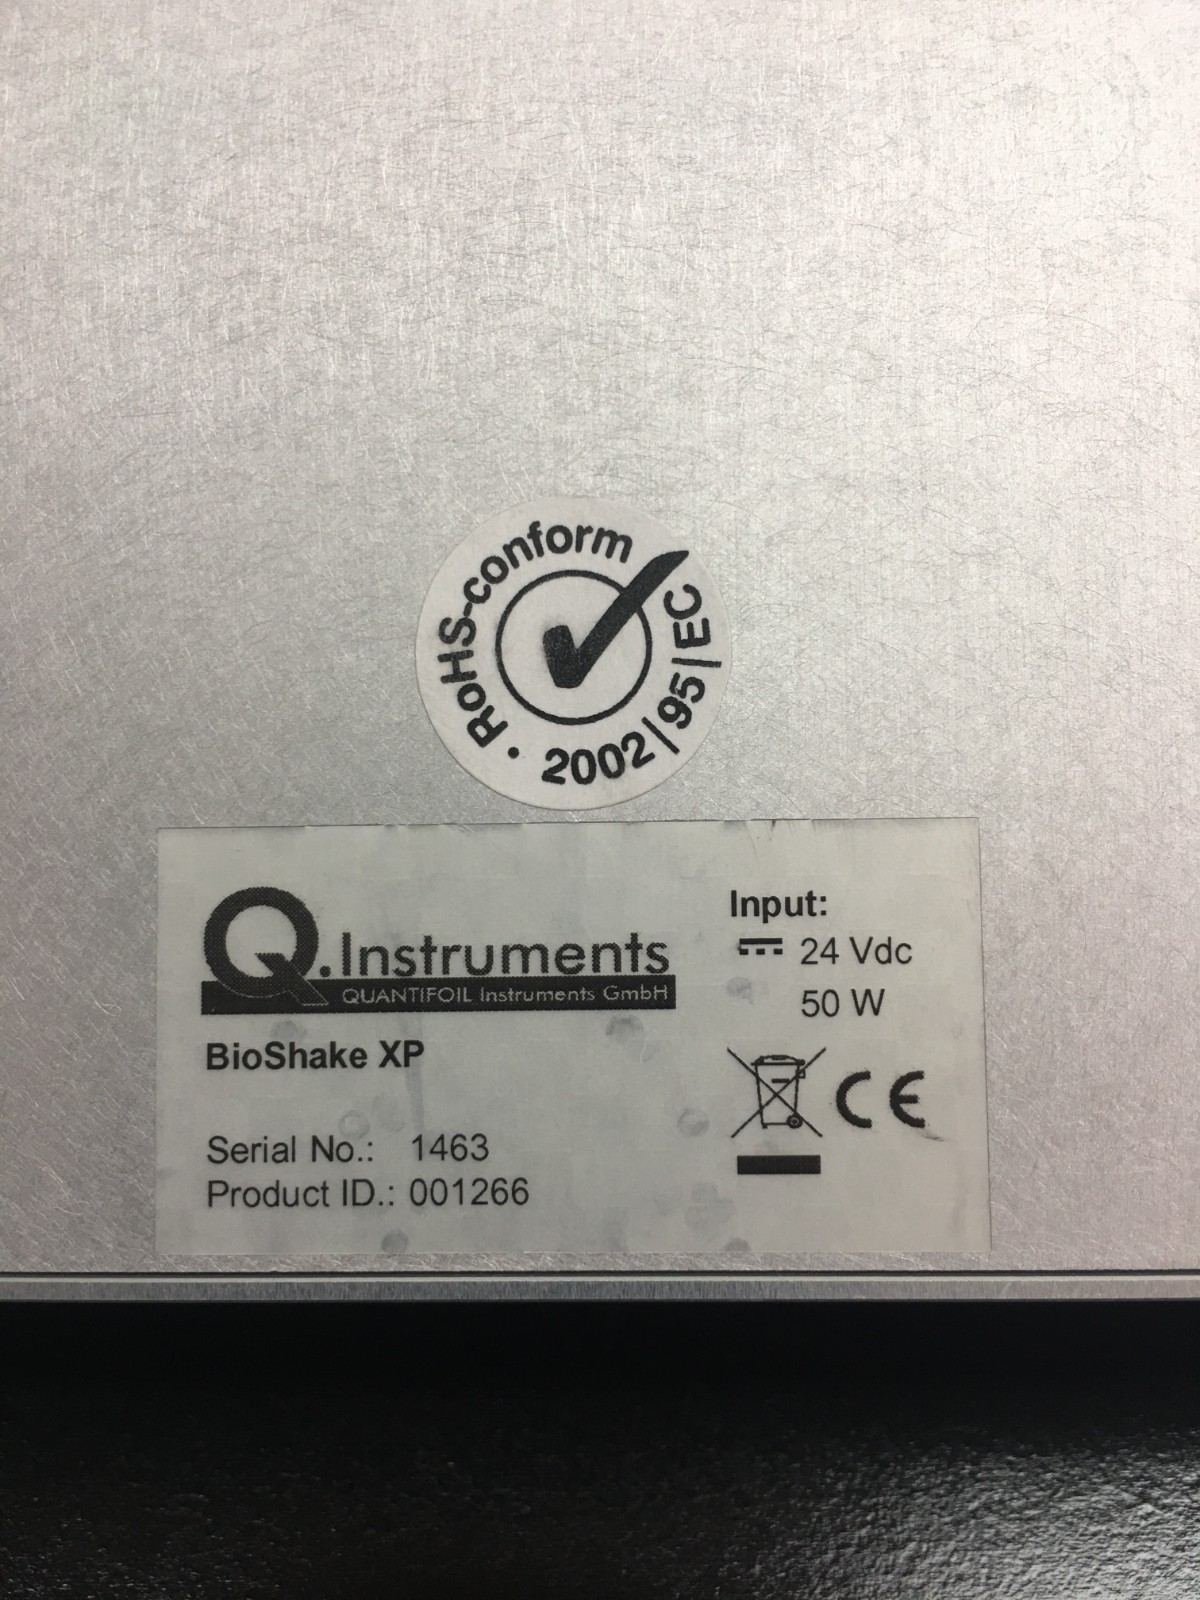 RoHS-conform
2002|95|EC
Q.Instruments
QUANTIFOIL Instruments GmbH
BioShake XP
Serial No.: 1463
Product ID.: 001266
Input:
24 Vdc
50 W
CE